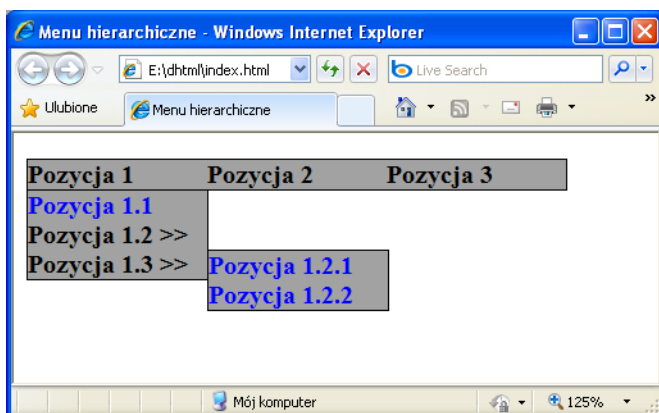 Menu hierarchiczne - Windows Internet Explorer
E:\dhtml\index.html
Live Search
Ulubione
Menu hierarchiczne
»
Pozycja 1 Pozycja 2 Pozycja 3
Pozycja 1.1
Pozycja 1.2 >>
Pozycja 1.3 >> Pozycja 1.2.1
Pozycja 1.2.2
Mój komputer
125%